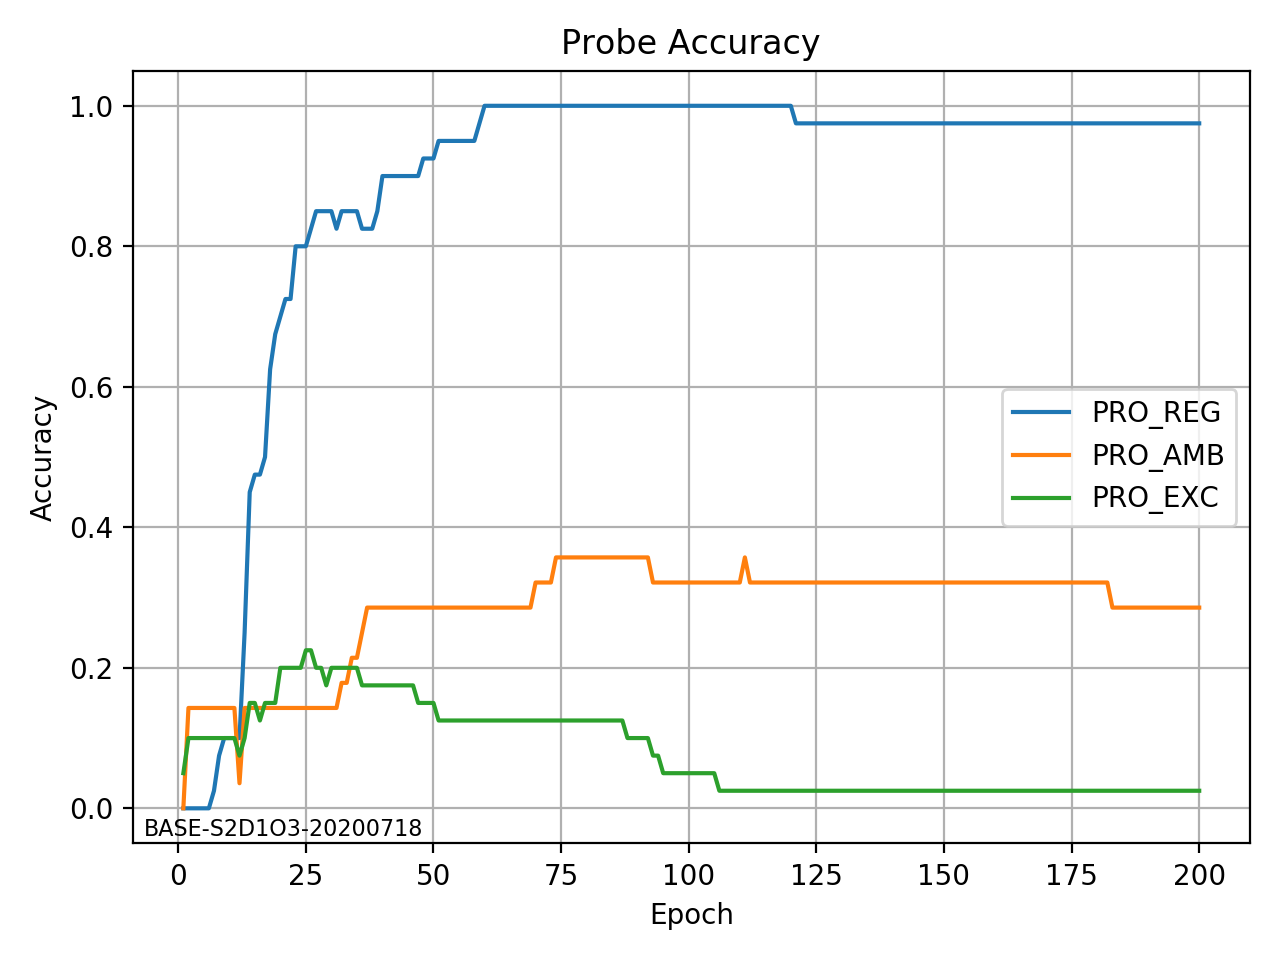 Probe Accuracy
1.0
0.8
0.6
0.4
0.2
0.0
Accuracy
PRO_REG
PRO_AMB
PRO_EXC
BASE-S2D1O3-20200718
0 25 50 75 100 125 150 175 200
Epoch